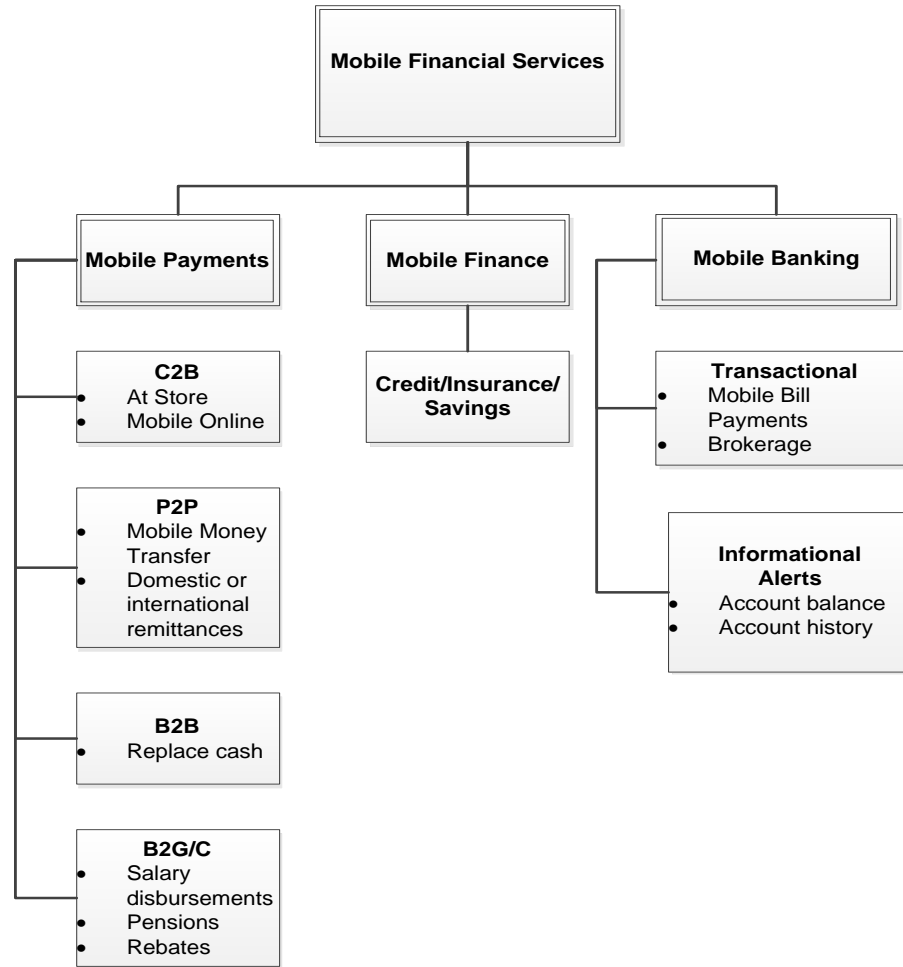 Mobile Financial Services
Mobile Payments
C2B
• At Store
• Mobile Online
P2P
• Mobile Money
Transfer
• Domestic or
international
remittances
B2B
• Replace cash
B2G/C
• Salary
disbursements
• Pensions
• Rebates
Mobile Finance
Credit/Insurance/
Savings
Mobile Banking
Transactional
• Mobile Bill
Payments
• Brokerage
Informational
Alerts
• Account balance
• Account history